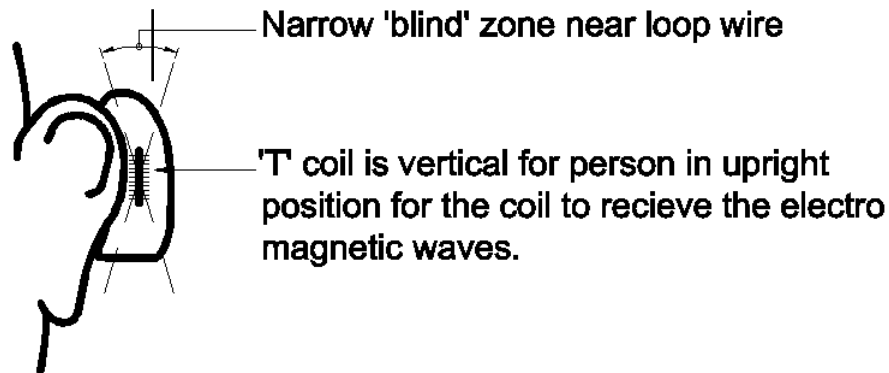 Narrow 'blind' zone near loop wire
'T' coil is vertical for person in upright
position for the coil to recieve the electro
magnetic waves.